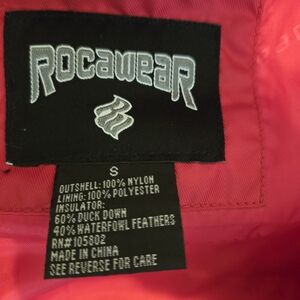 ROCAWEAR
S
OUTSHELL: 100% NYLON
LINING: 100% POLYESTER
INSULATOR:
60% DUCK DOWN
40% WATERFOWL FEATHERS
RN#105802
MADE IN CHINA
SEE REVERSE FOR CARE